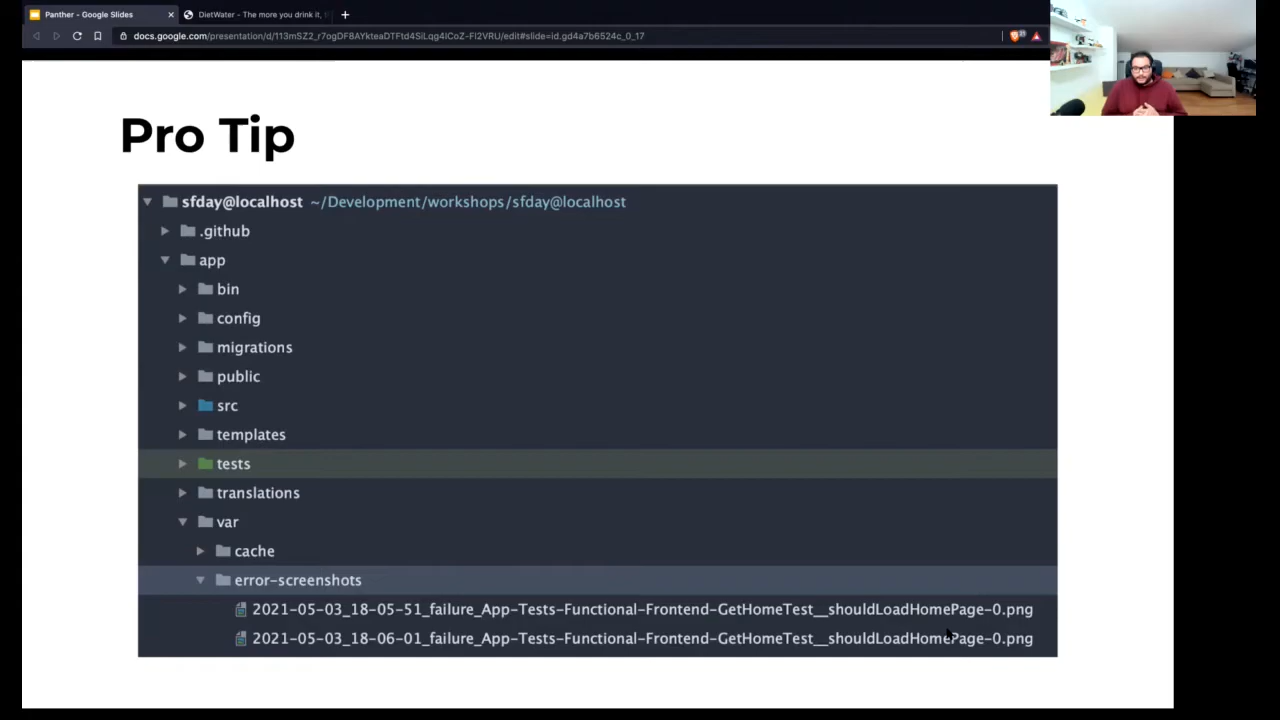 Panther - Google Slides
DietWater - The more you drink it,
docs.google.com/presentation/d/113mSZ2_r7ogDF8AYkteaDTFtd4SiLqg4ICoZ-FI2VRU/edit#slide=id.gd4a7b6524c_0_17
Pro Tip
sfday@localhost ~/Development/workshops/sfday@localhost
.github
app
bin
config
migrations
public
src
templates
tests
translations
var
cache
error-screenshots
2021-05-03_18-05-51_failure_App-Tests-Functional-Frontend-GetHomeTest__shouldLoadHomePage-0.png
2021-05-03_18-06-01_failure_App-Tests-Functional-Frontend-GetHomeTest__shouldLoadHomePage-0.png